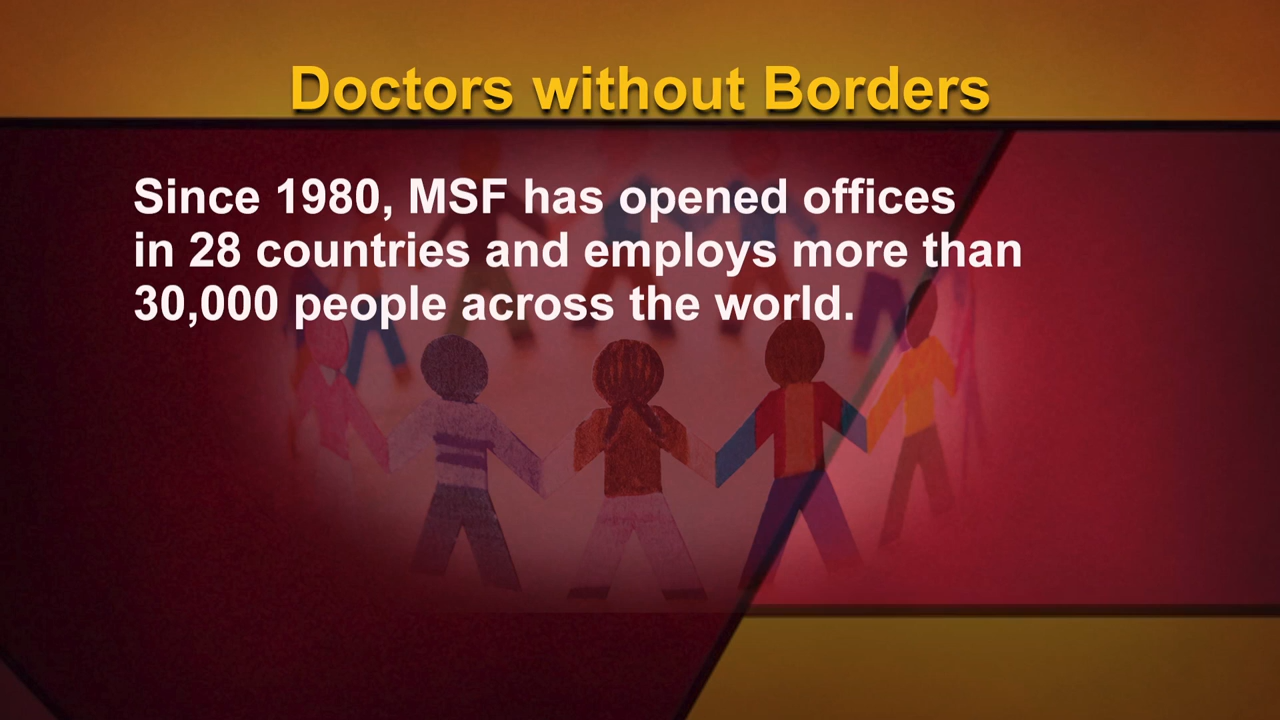 Doctors without Borders
Since 1980, MSF has opened offices
in 28 countries and employs more than
30,000 people across the world.